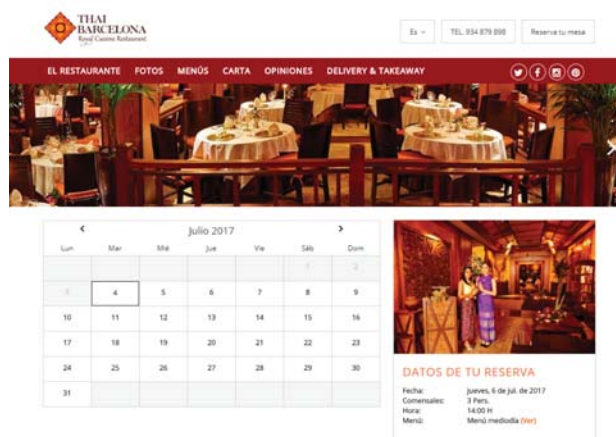 THAI
BARCELONA
Royal Cuisine Restaurant
Es
TEL. 934 879 898
Reserva tu mesa
EL RESTAURANTE FOTOS MENÚS CARTA OPINIONES DELIVERY & TAKEAWAY
Julio 2017
Lun Mar Mié Jue Vie Sáb Dom
1 2
3 4 5 6 7 8 9
10 11 12 13 14 15 16
17 18 19 20 21 22 23
24 25 26 27 28 29 30
31
DATOS DE TU RESERVA
Fecha: Jueves, 6 de Jul. de 2017
Comensales: 3 Pers.
Hora: 14:00 H
Menú: Menú mediodía (Ver)